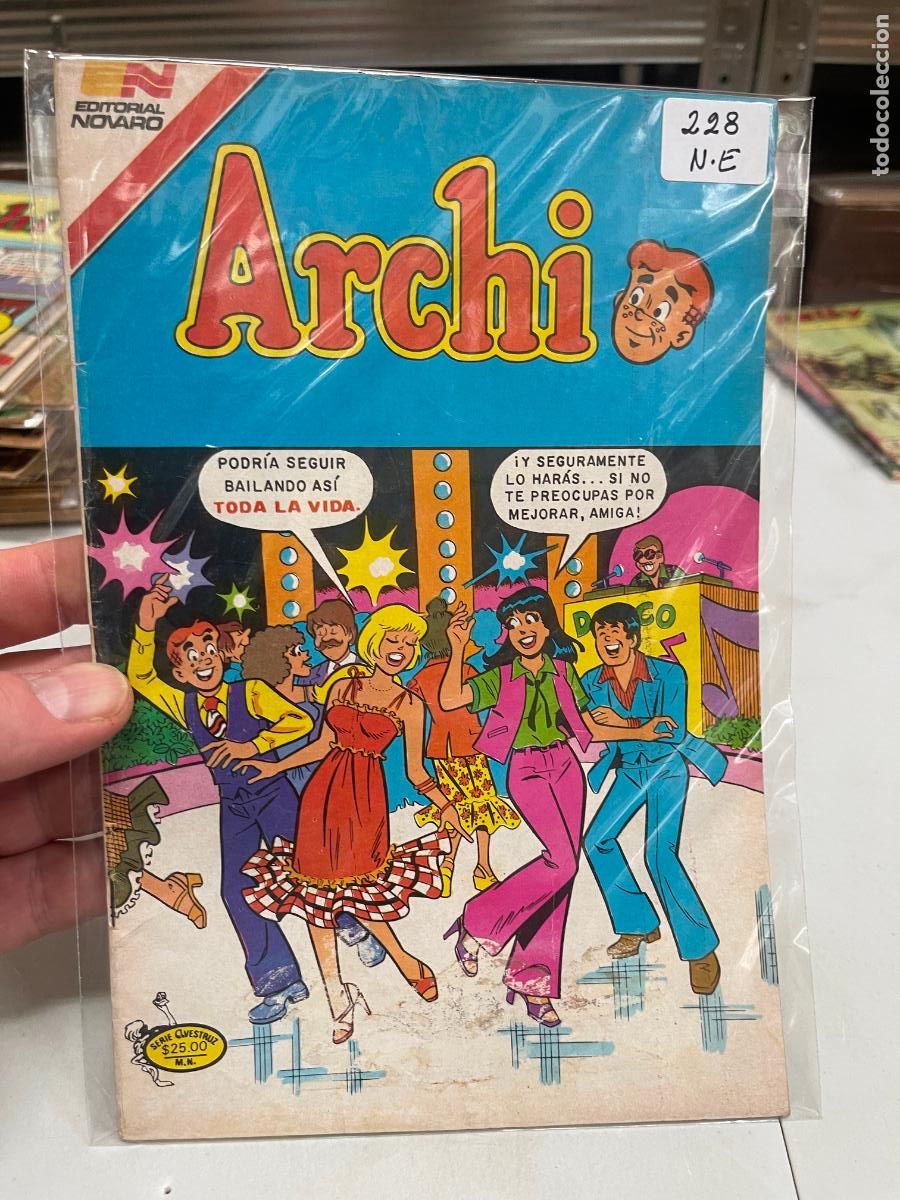 EN
EDITORIAL
NOVARO
228
N.E
Archi
PODRÍA SEGUIR
BAILANDO ASÍ
TODA LA VIDA.
¡Y SEGURAMENTE
LO HARÁS... SI NO
TE PREOCUPAS POR
MEJORAR, AMIGA!
SERIE AVESTRUZ
$25.00
M.N.
todocoleccion